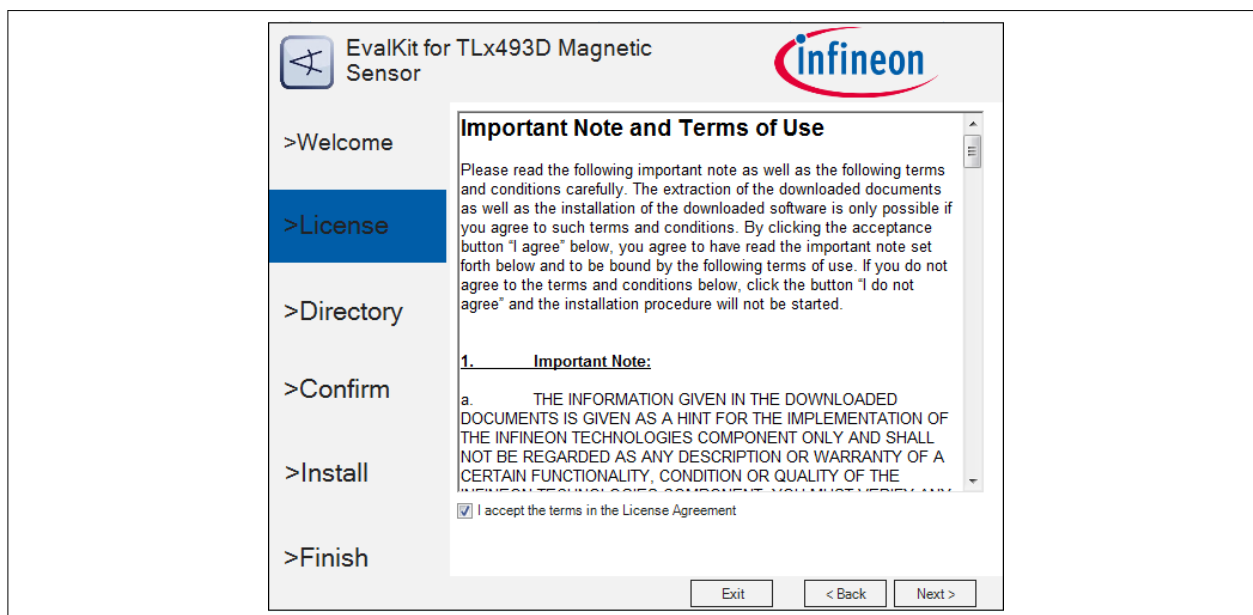 EvalKit for TLx493D Magnetic
Sensor
infineon
>Welcome
>License
>Directory
>Confirm
>Install
>Finish
Important Note and Terms of Use
Please read the following important note as well as the following terms
and conditions carefully. The extraction of the downloaded documents
as well as the installation of the downloaded software is only possible if
you agree to such terms and conditions. By clicking the acceptance
button “I agree” below, you agree to have read the important note set
forth below and to be bound by the following terms of use. If you do not
agree to the terms and conditions below, click the button “I do not
agree” and the installation procedure will not be started.
1. Important Note:
a. THE INFORMATION GIVEN IN THE DOWNLOADED
DOCUMENTS IS GIVEN AS A HINT FOR THE IMPLEMENTATION OF
THE INFINEON TECHNOLOGIES COMPONENT ONLY AND SHALL
NOT BE REGARDED AS ANY DESCRIPTION OR WARRANTY OF A
CERTAIN FUNCTIONALITY, CONDITION OR QUALITY OF THE
INFINEON TECHNOLOGIES COMPONENT. YOU MUST VERIFY ANY
I accept the terms in the License Agreement
Exit
< Back
Next >